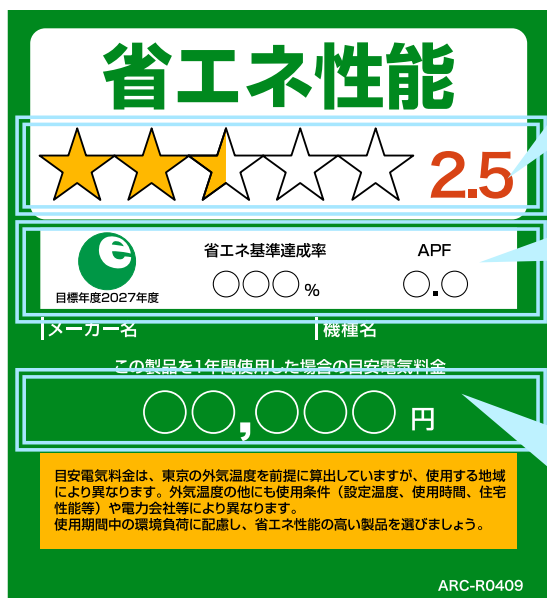 省エネ性能
2.5
e
省エネ基準達成率 APF
目標年度2027年度 〇〇〇% 〇.〇
メーカー名 機種名
この製品を1年間使用した場合の目安電気料金
〇〇,〇〇〇円
目安電気料金は、東京の外気温度を前提に算出していますが、使用する地域
により異なります。外気温度の他にも使用条件（設定温度、使用時間、住宅
性能等）や電力会社等により異なります。
使用期間中の環境負荷に配慮し、省エネ性能の高い製品を選びましょう。
ARC-R0409